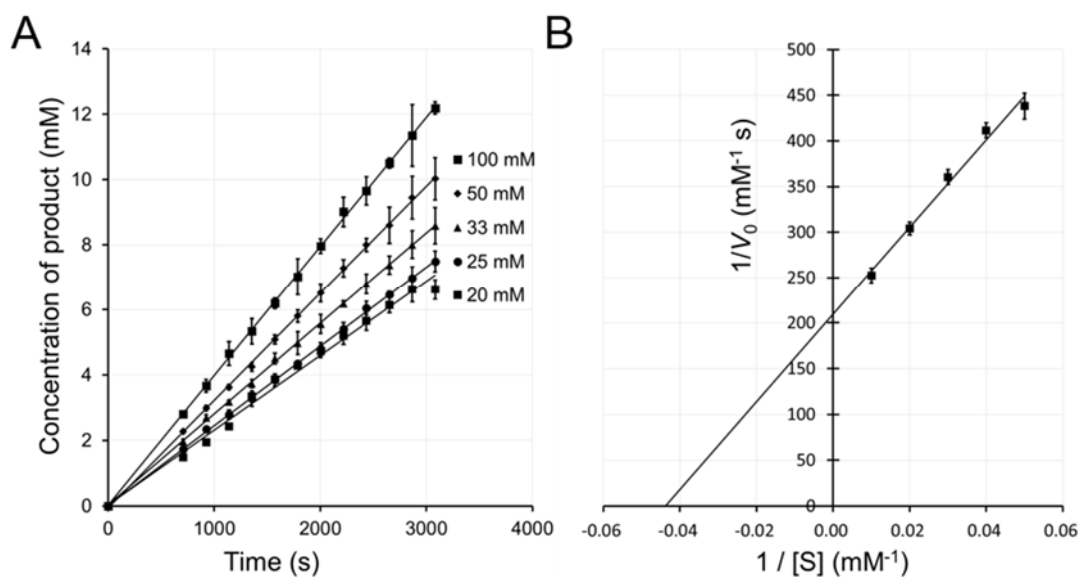 A
Concentration of product (mM)
14
12
10
8
6
4
2
0
0
1000
2000
3000
4000
Time (s)
100 mM
50 mM
33 mM
25 mM
20 mM
B
1/V₀ (mM⁻¹ s)
500
450
400
350
300
250
200
150
100
50
0
-0.06
-0.04
-0.02
0.00
0.02
0.04
0.06
1 / [S] (mM⁻¹)